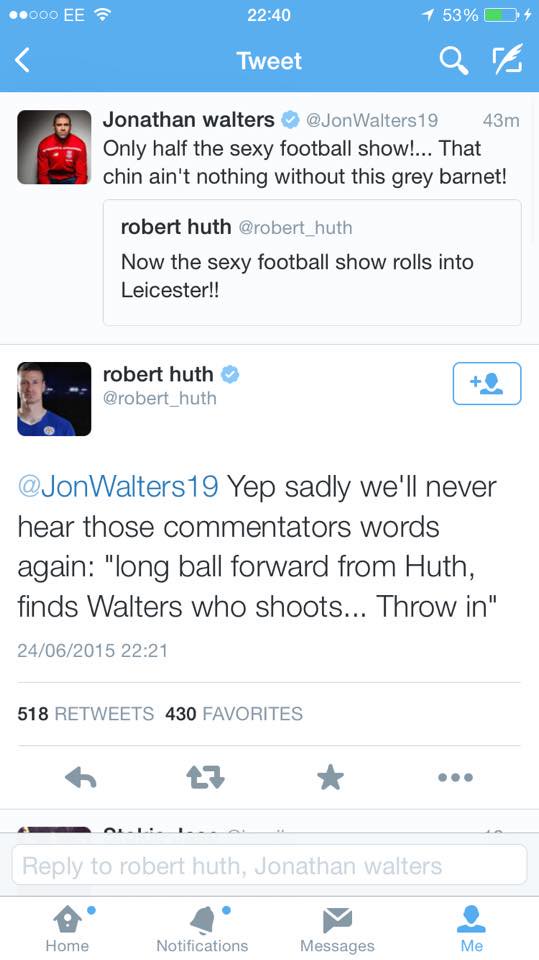 EE 22:40 53%
Tweet
Jonathan walters @JonWalters19 43m
Only half the sexy football show!... That
chin ain't nothing without this grey barnet!
robert huth @robert_huth
Now the sexy football show rolls into
Leicester!!
robert huth
@robert_huth
@JonWalters19 Yep sadly we'll never
hear those commentators words
again: "long ball forward from Huth,
finds Walters who shoots... Throw in"
24/06/2015 22:21
518 RETWEETS 430 FAVORITES
Reply to robert huth, Jonathan walters
Home Notifications Messages Me